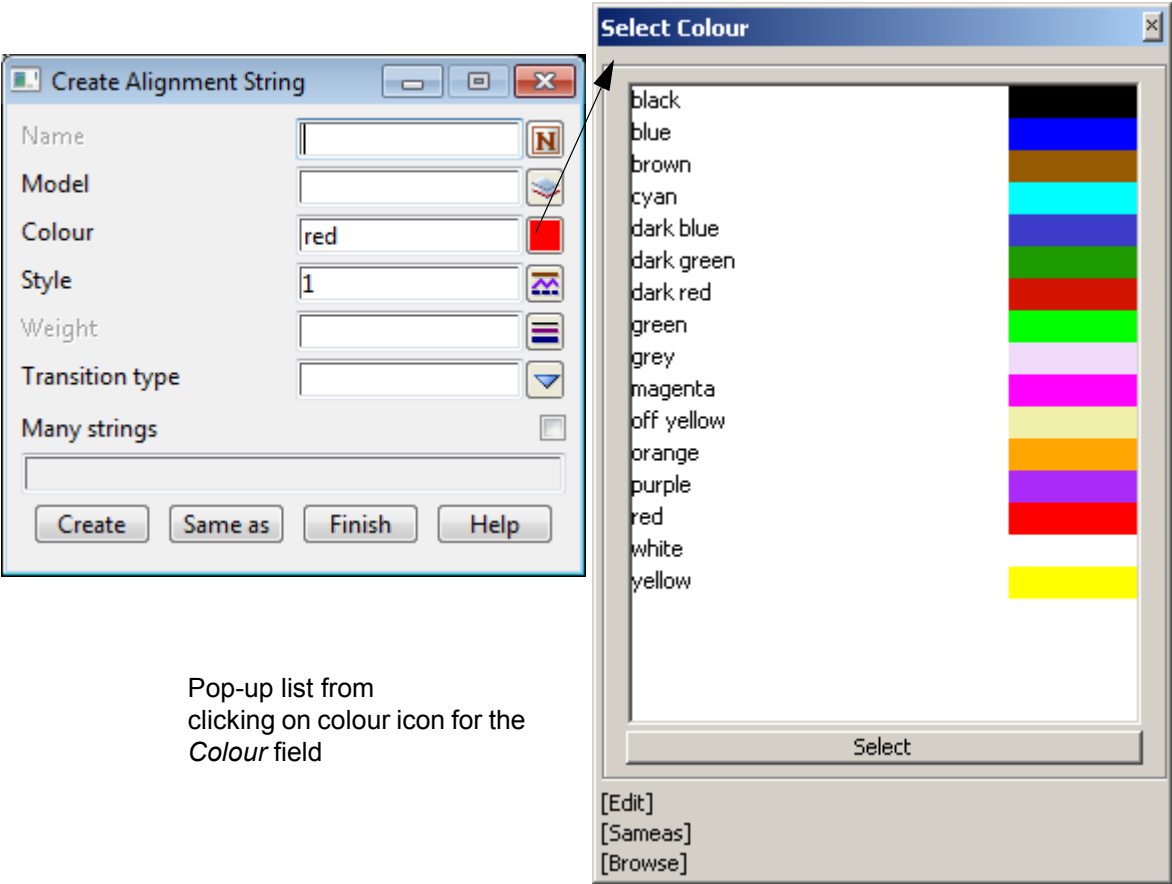 Create Alignment String
Name
Model
Colour
red
Style
1
Weight
Transition type
Many strings
Create
Same as
Finish
Help
Select Colour
black
blue
brown
cyan
dark blue
dark green
dark red
green
grey
magenta
off yellow
orange
purple
red
white
yellow
Select
[Edit]
[Sameas]
[Browse]
Pop-up list from
clicking on colour icon for the
Colour field